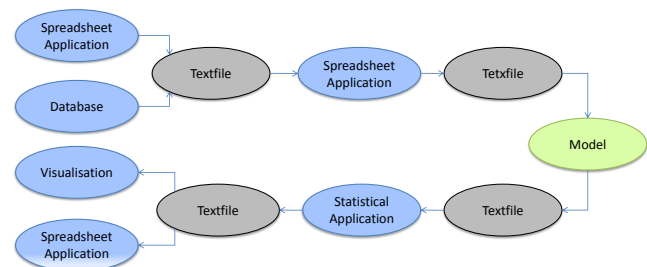 Spreadsheet
Application
Textfile
Spreadsheet
Application
Tetxfile
Database
Model
Visualisation
Textfile
Statistical
Application
Textfile
Spreadsheet
Application